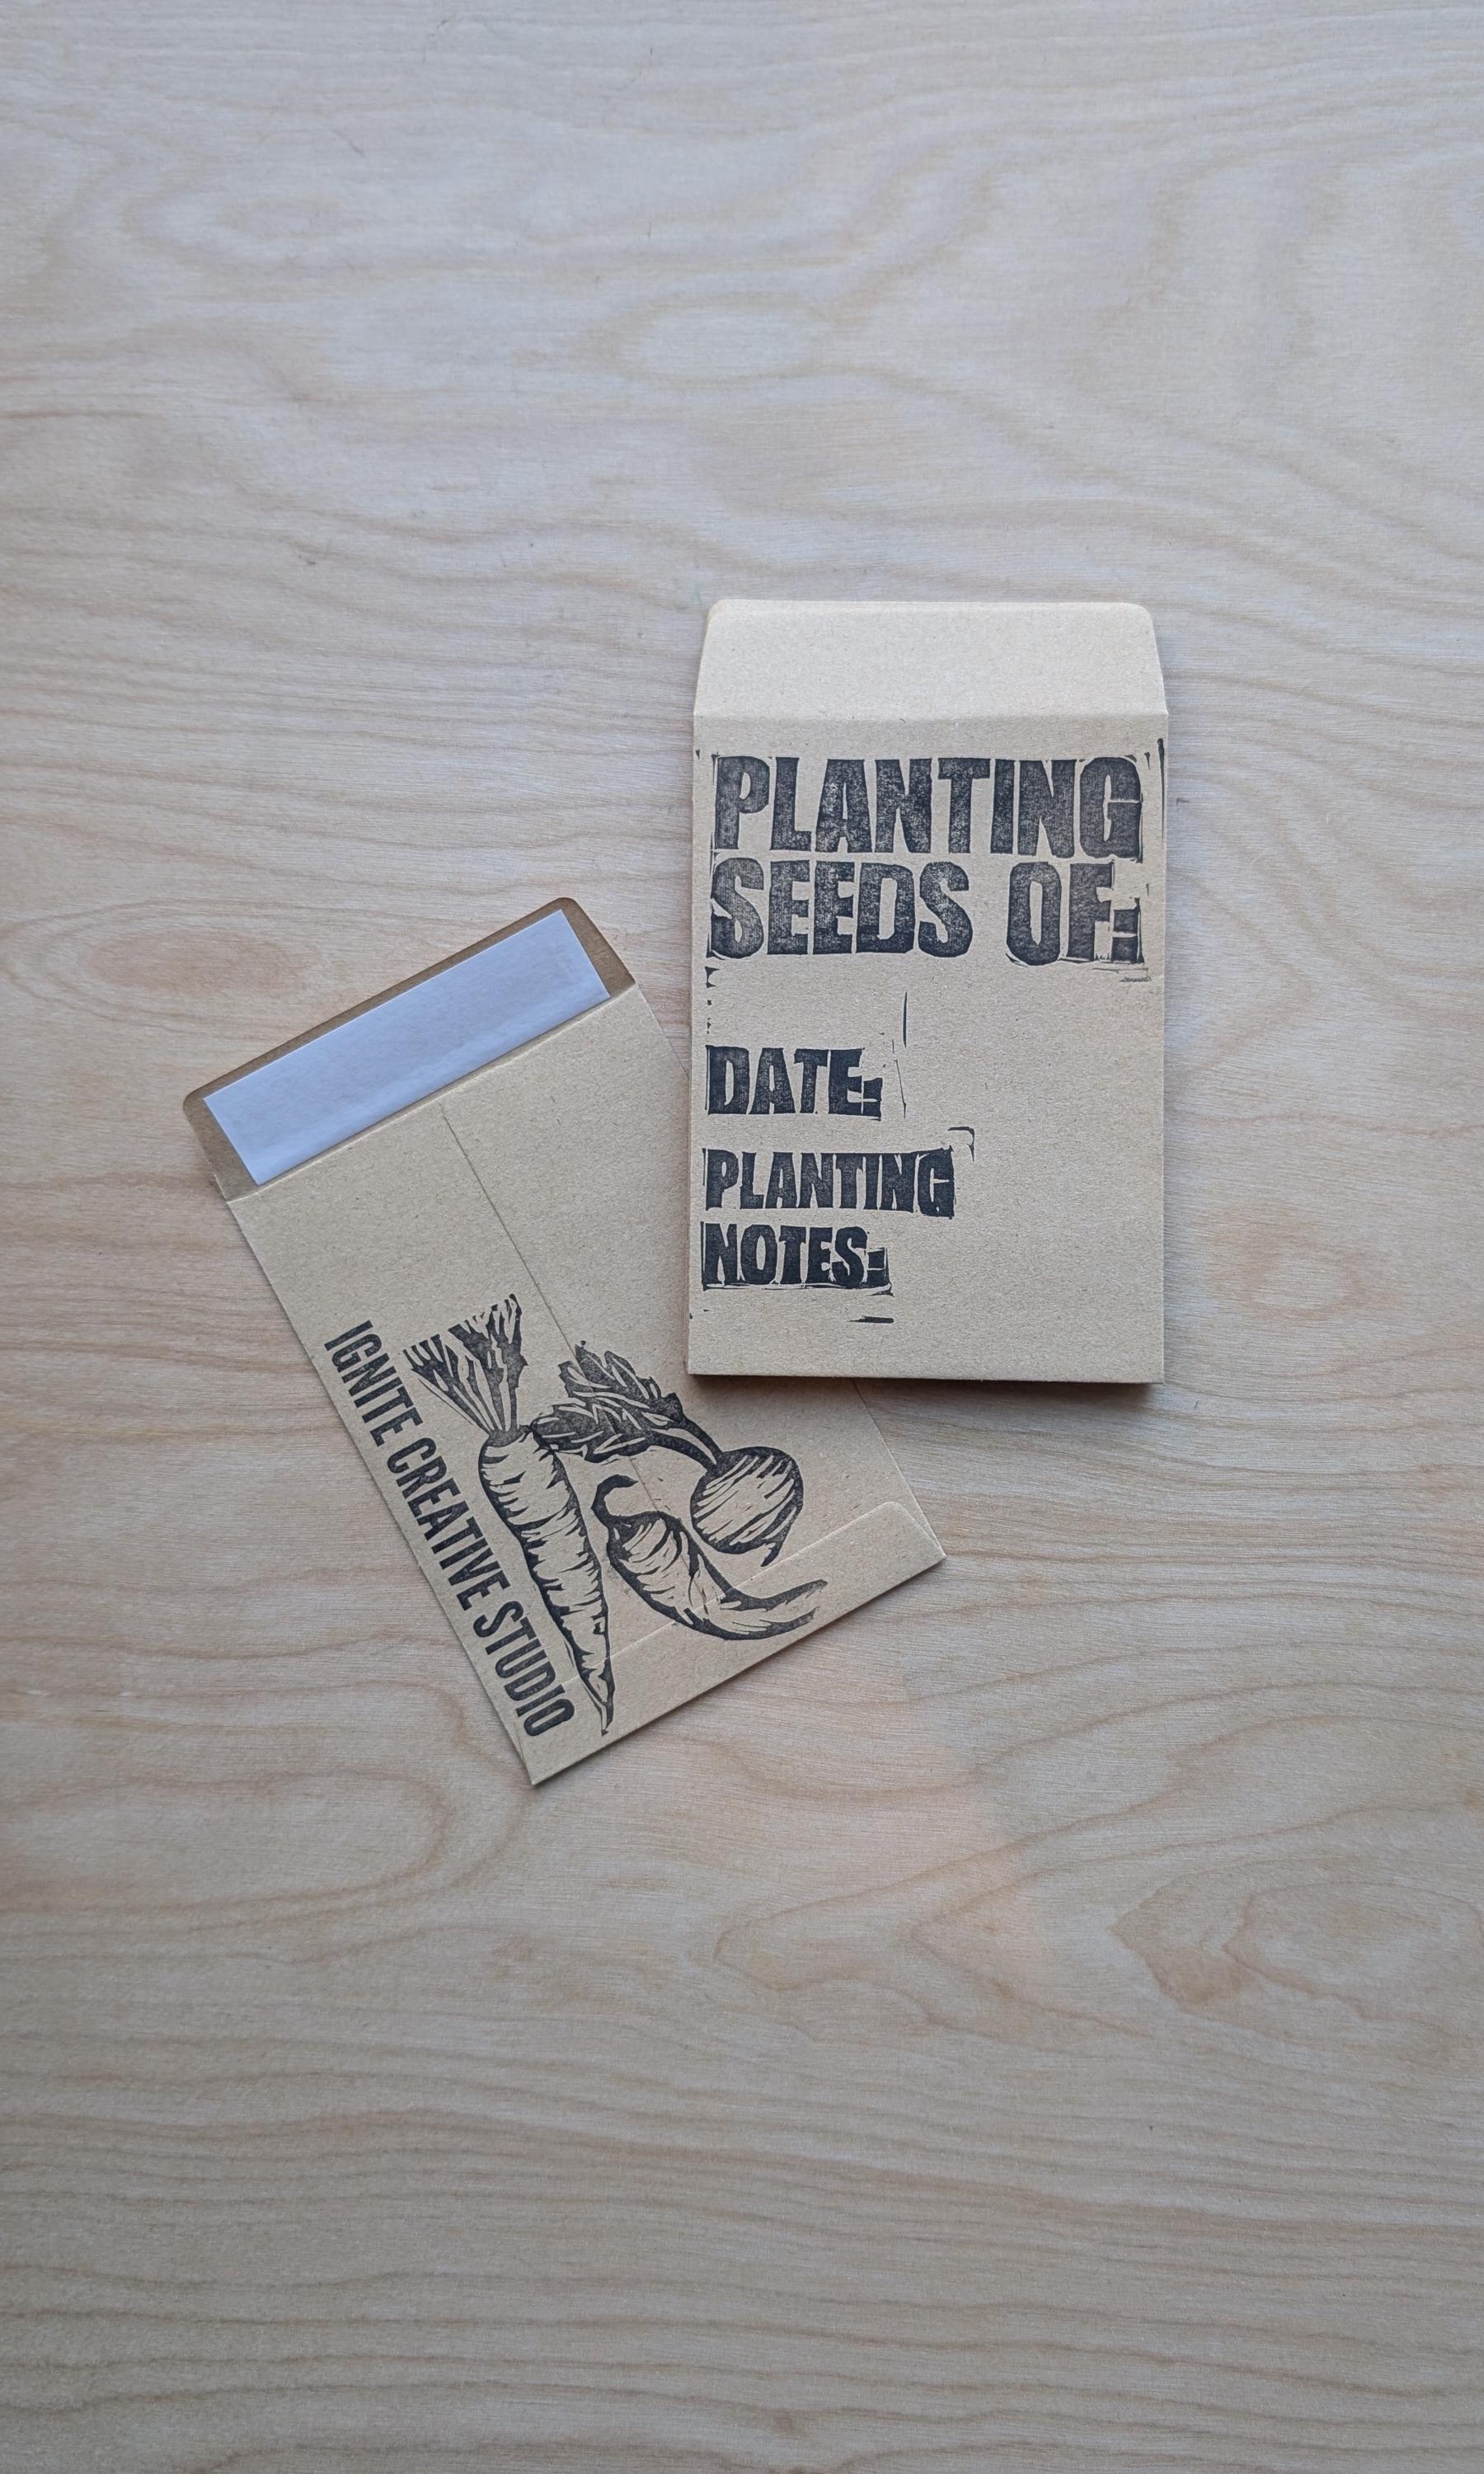 PLANTING
SEEDS OF:
DATE:
PLANTING
NOTES:
IGNITE CREATIVE STUDIO